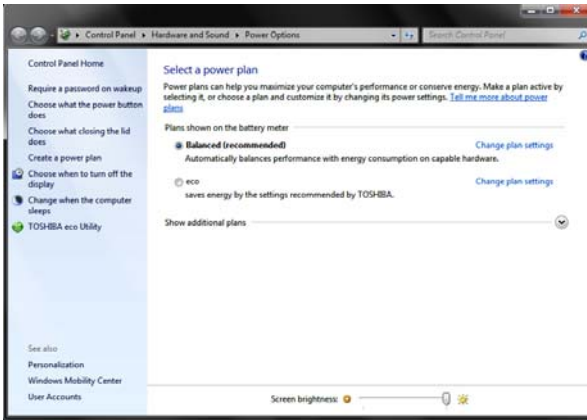 Control Panel ▸ Hardware and Sound ▸ Power Options
Search Control Panel
Control Panel Home
Require a password on wakeup
Choose what the power button
does
Choose what closing the lid
does
Create a power plan
Choose when to turn off the
display
Change when the computer
sleeps
TOSHIBA eco Utility
See also
Personalization
Windows Mobility Center
User Accounts
Select a power plan
Power plans can help you maximize your computer's performance or conserve energy. Make a plan active by
selecting it, or choose a plan and customize it by changing its power settings. Tell me more about power
plans
Plans shown on the battery meter
Balanced (recommended) Change plan settings
Automatically balances performance with energy consumption on capable hardware.
eco Change plan settings
saves energy by the settings recommended by TOSHIBA.
Show additional plans
Screen brightness: